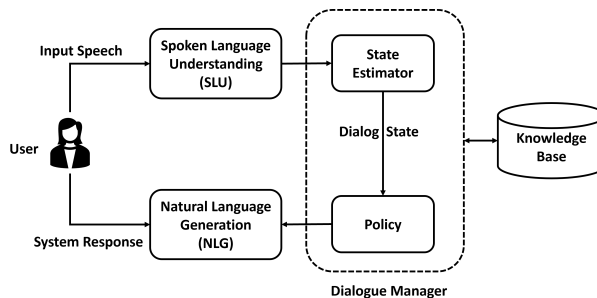 Input Speech
Spoken Language
Understanding
(SLU)
State
Estimator
User
Dialog State
Knowledge
Base
Natural Language
Generation
(NLG)
Policy
System Response
Dialogue Manager